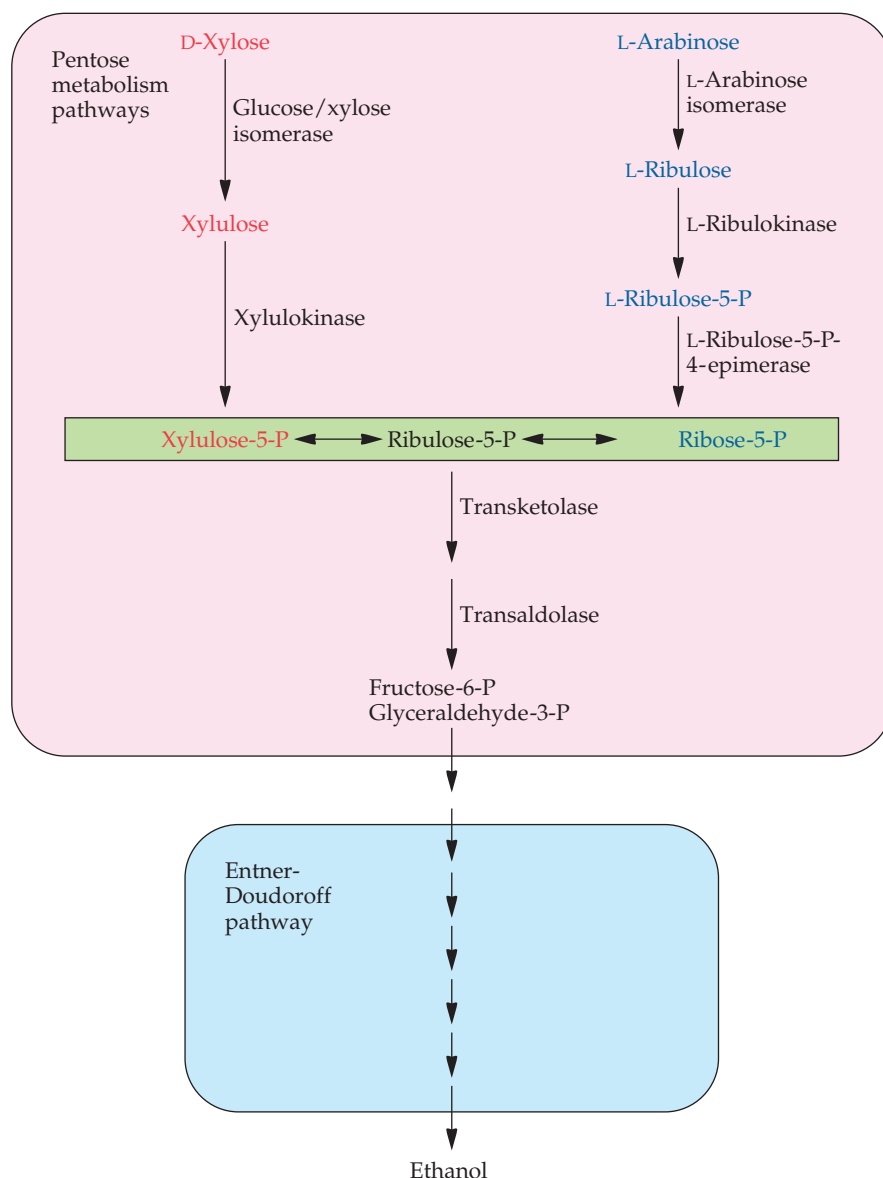 Pentose
metabolism
pathways
D-Xylose
Glucose/xylose
isomerase
Xylulose
Xylulokinase
L-Arabinose
L-Arabinose
isomerase
L-Ribulose
L-Ribulokinase
L-Ribulose-5-P
L-Ribulose-5-P-
4-epimerase
Xylulose-5-P Ribulose-5-P Ribose-5-P
Transketolase
Transaldolase
Fructose-6-P
Glyceraldehyde-3-P
Entner-
Doudoroff
pathway
Ethanol